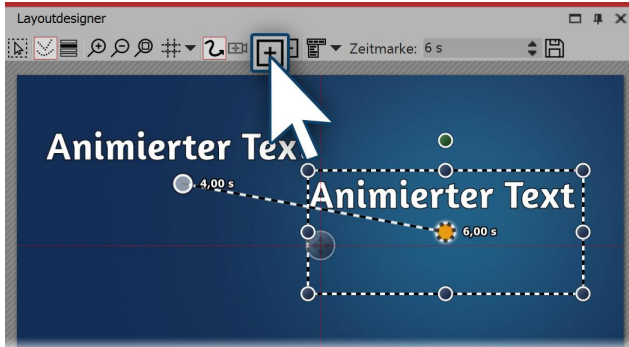 Layoutdesigner
Zeitmarke: 6 s
Animierter Tex
4,00 s
Animierter Text
6,00 s